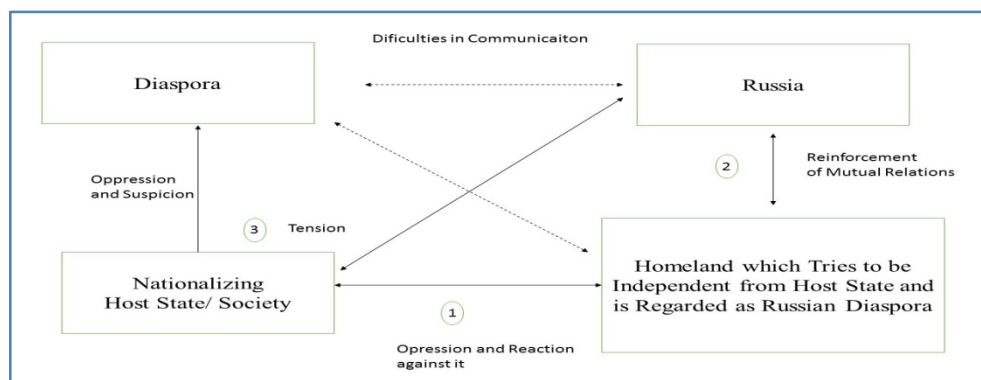 Dificulties in Communicaiton
Diaspora
Russia
Oppression
and Suspicion
2
Reinforcement
of Mutual Relations
3
Tension
Nationalizing
Host State/ Society
Homeland which Tries to be
Independent from Host State and
is Regarded as Russian Diaspora
1
Opression and Reaction
against it